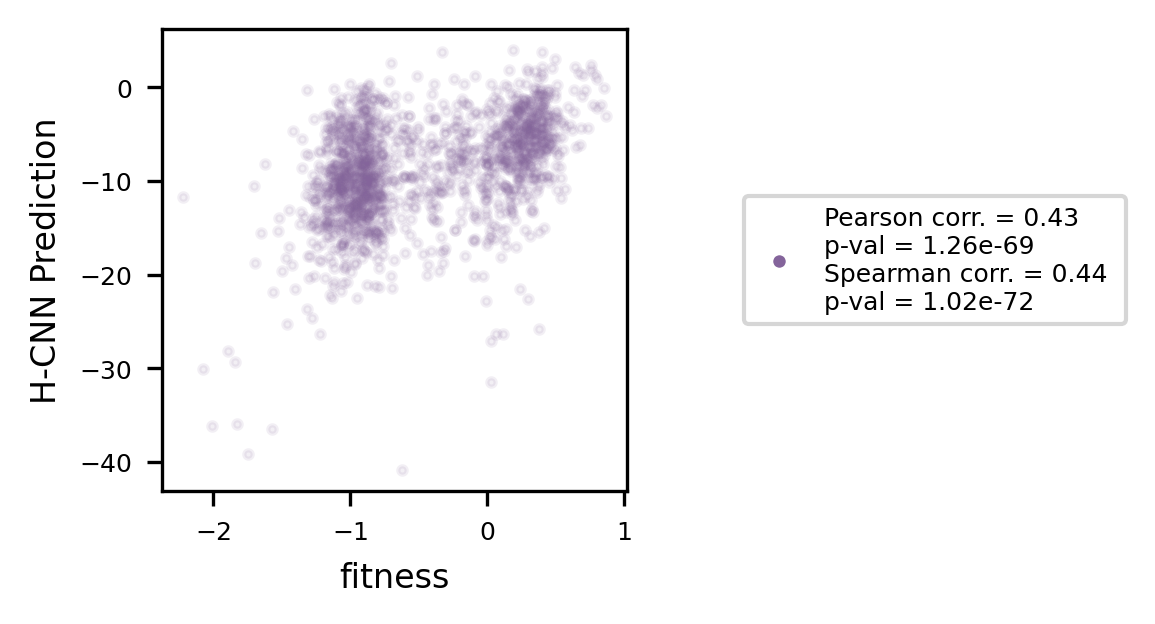 0
−10
−20
−30
−40
H-CNN Prediction
−2
−1
0
1
fitness
Pearson corr. = 0.43
p-val = 1.26e-69
Spearman corr. = 0.44
p-val = 1.02e-72